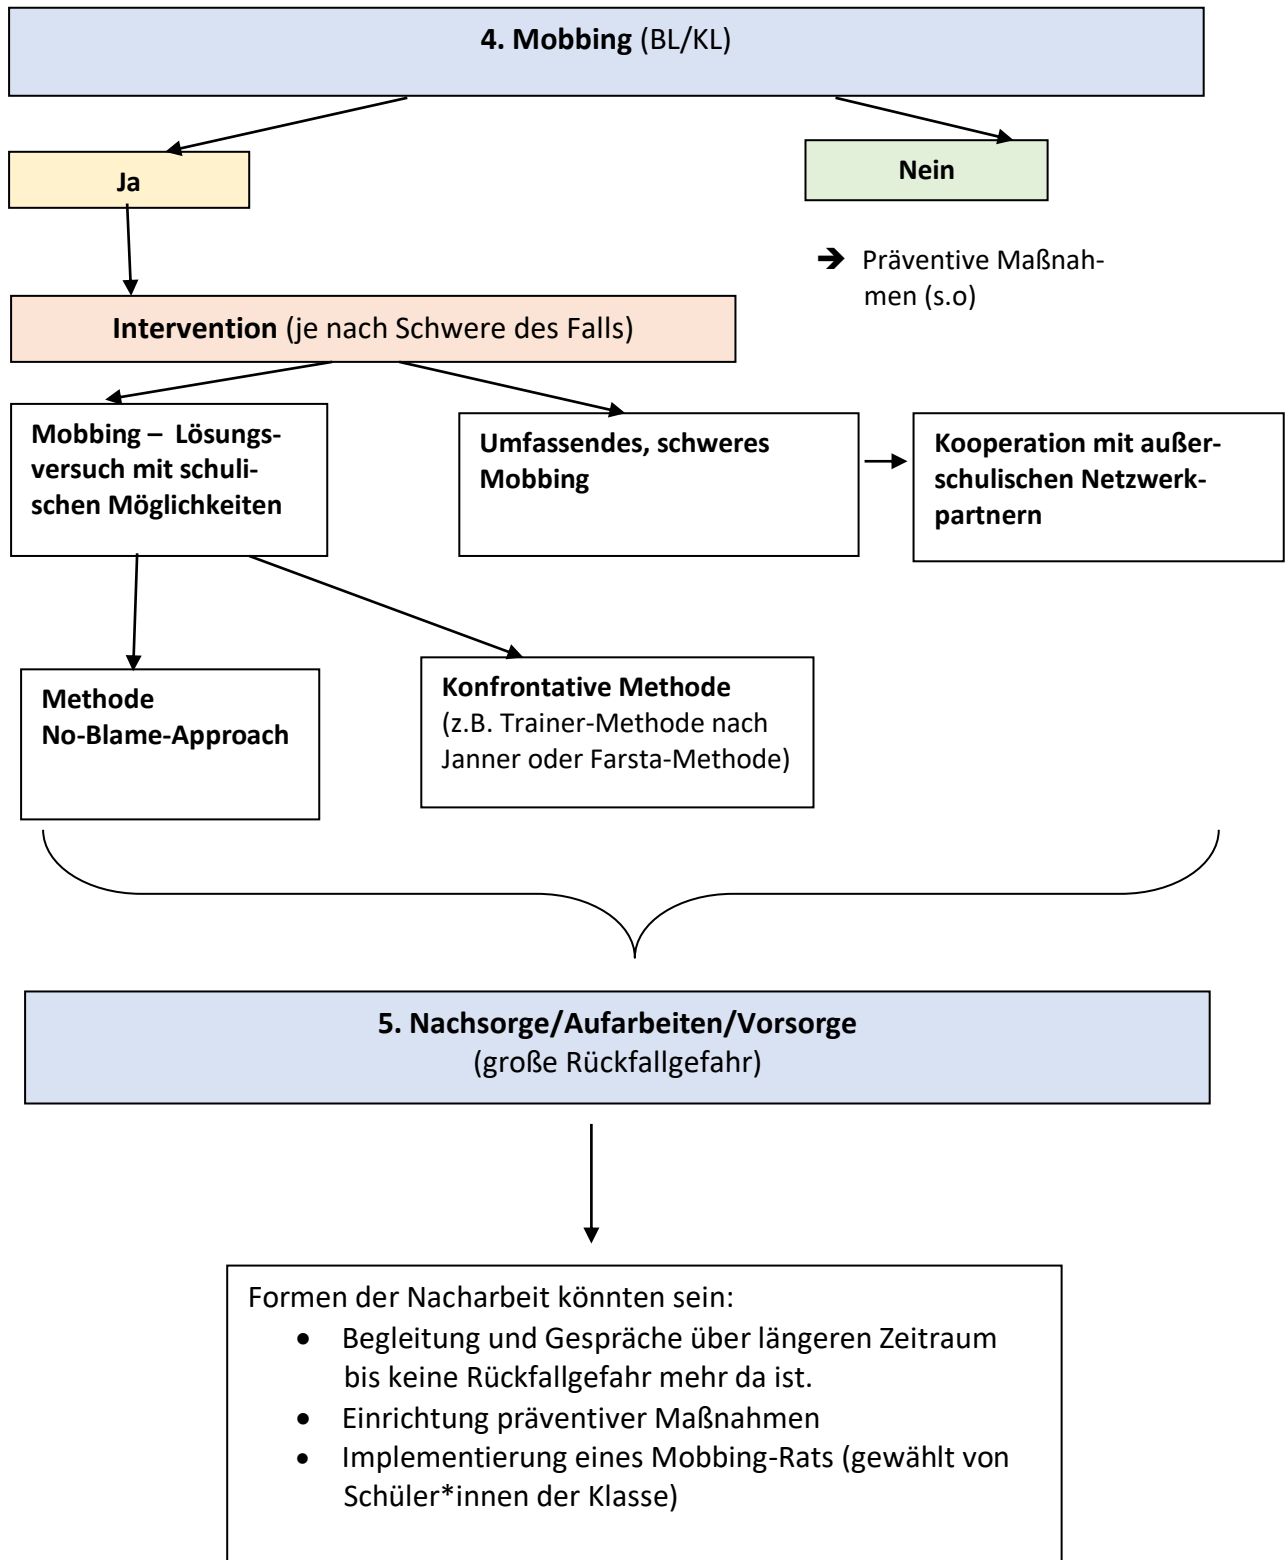 4. Mobbing (BL/KL)
Ja
Nein
➔ Präventive Maßnah-
men (s.o)
Intervention (je nach Schwere des Falls)
Mobbing – Lösungs-
versuch mit schuli-
schen Möglichkeiten
Umfassendes, schweres
Mobbing
Kooperation mit außer-
schulischen Netzwerk-
partnern
Methode
No-Blame-Approach
Konfrontative Methode
(z.B. Trainer-Methode nach
Janner oder Farsta-Methode)
5. Nachsorge/Aufarbeiten/Vorsorge
(große Rückfallgefahr)
Formen der Nacharbeit könnten sein:
• Begleitung und Gespräche über längeren Zeitraum
bis keine Rückfallgefahr mehr da ist.
• Einrichtung präventiver Maßnahmen
• Implementierung eines Mobbing-Rats (gewählt von
Schüler*innen der Klasse)